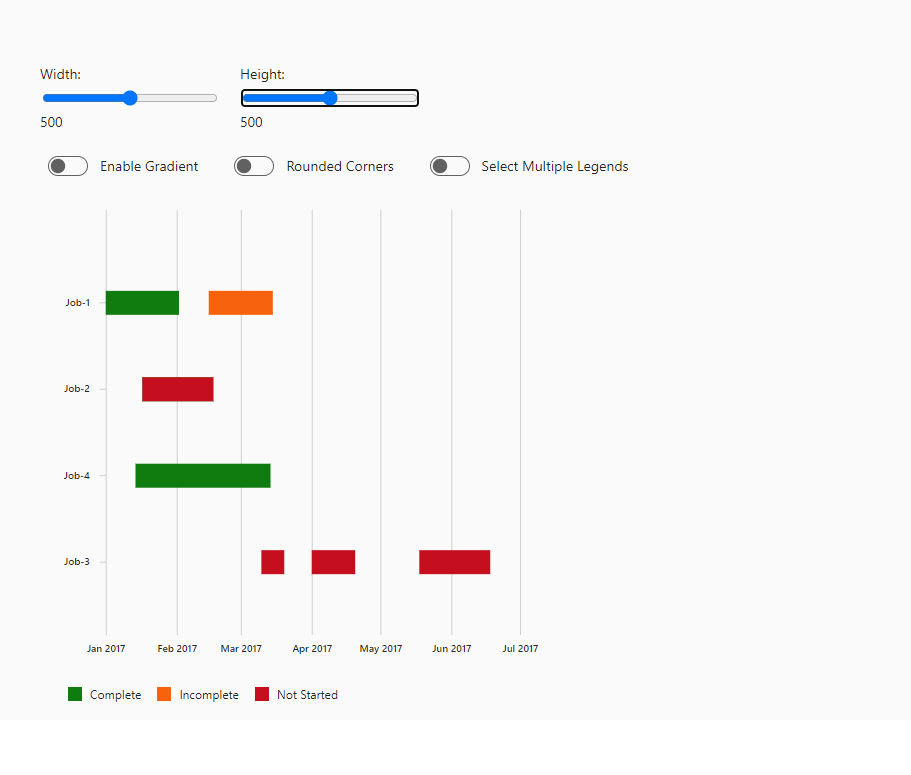 Width: Height:
500 500
Enable Gradient Rounded Corners Select Multiple Legends
Job-1
Job-2
Job-4
Job-3
Jan 2017 Feb 2017 Mar 2017 Apr 2017 May 2017 Jun 2017 Jul 2017
Complete Incomplete Not Started